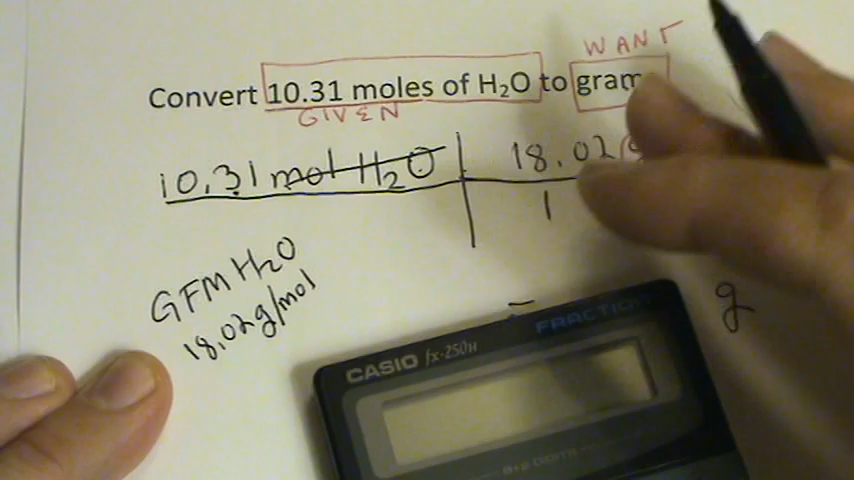 WANT
Convert 10.31 moles of H₂O to gram
GIVEN
10.31 mol H₂O 18.02
1
GFM H₂O
18.02g/mol
g
CASIO fx-250H FRACTION